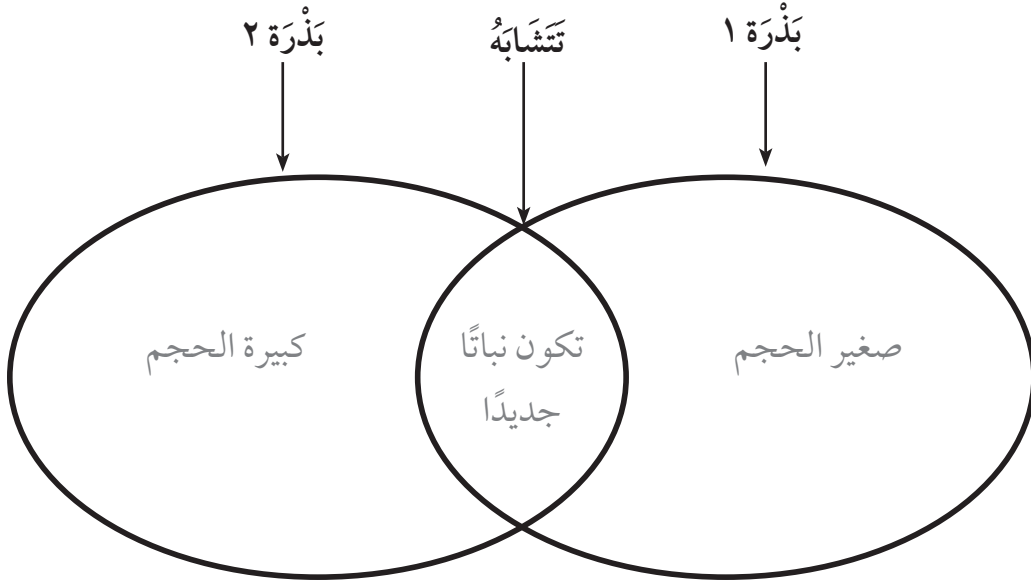 بَذْرَة ١
تَتَشَابَهُ
بَذْرَة ٢
صغير الحجم
تكون نباتًا
جديدًا
كبيرة الحجم